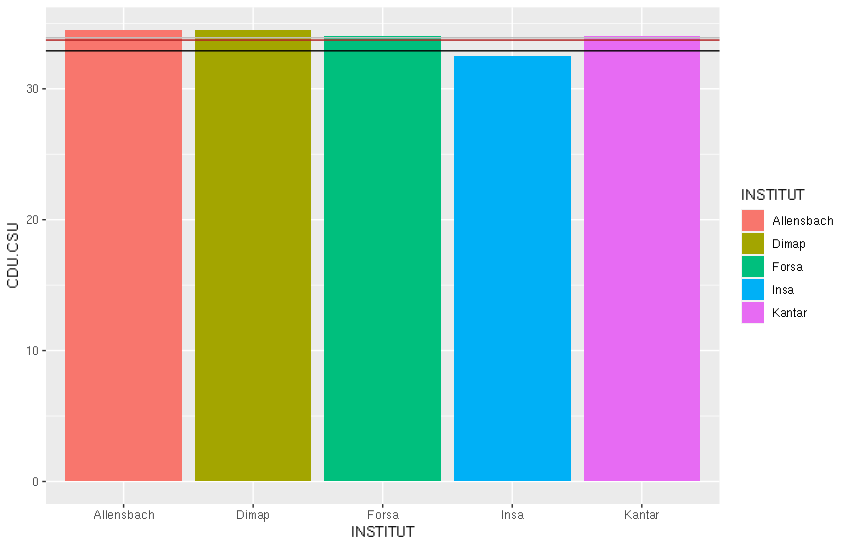 CDU.CSU
30
20
10
0
Allensbach
Dimap
Forsa
Insa
Kantar
INSTITUT
INSTITUT
Allensbach
Dimap
Forsa
Insa
Kantar